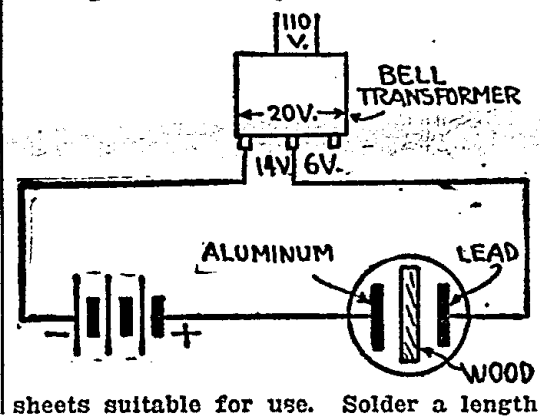 110
V.
20V.
BELL
TRANSFORMER
14V. 6V.
ALUMINUM
LEAD
- +
WOOD
sheets suitable for use. Solder a length